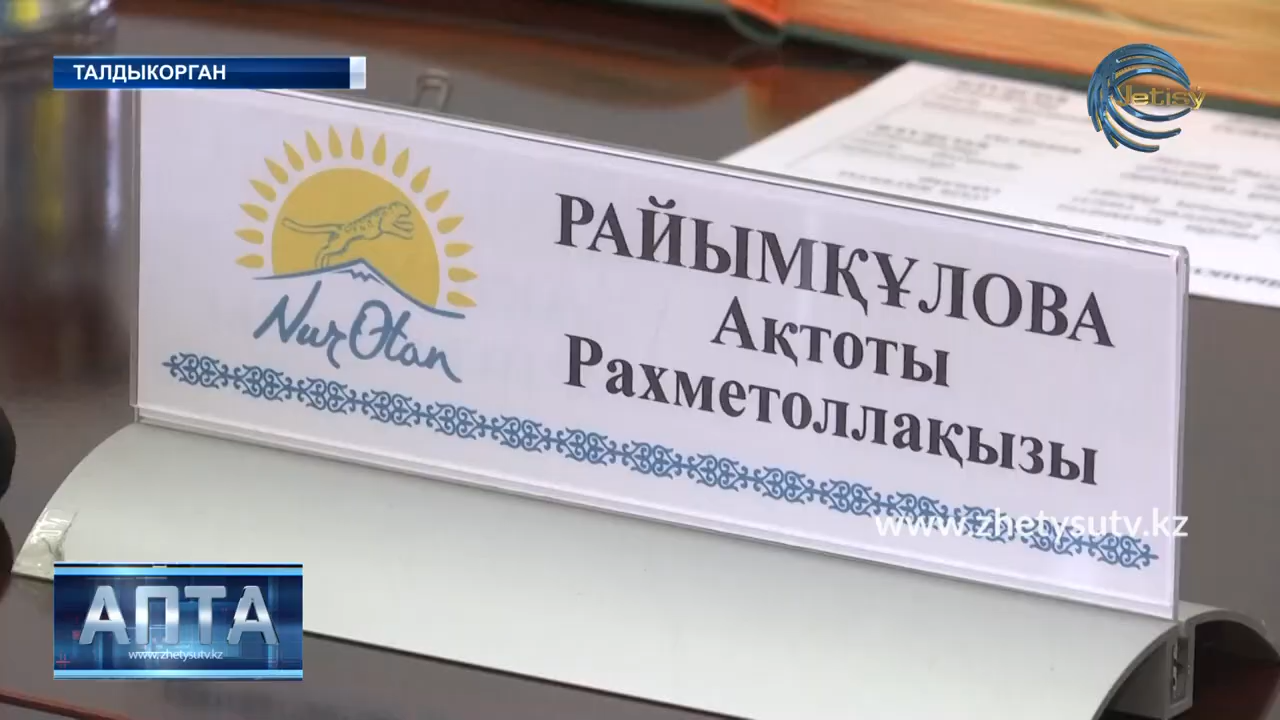 ТАЛДЫКОРГАН
Jetisý
РАЙЫМҚҰЛОВА
Ақтоты
Рахметоллақызы
Nur Otan
www.zhetysutv.kz
АПТА
www.zhetysutv.kz